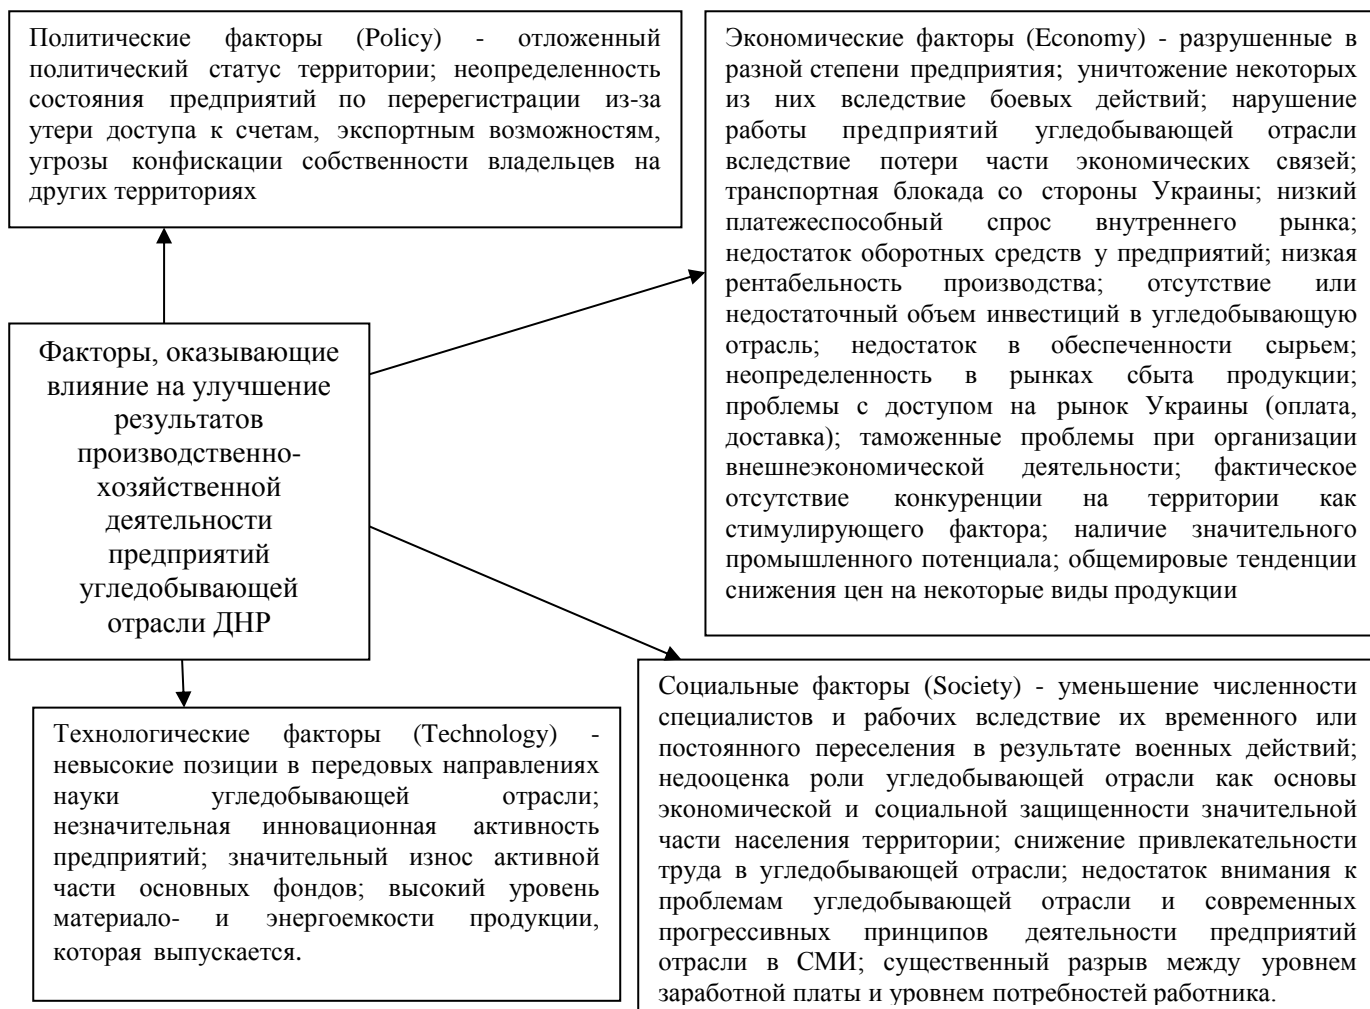 Политические факторы (Policy) - отложенный
политический статус территории; неопределенность
состояния предприятий по перерегистрации из-за
утери доступа к счетам, экспортным возможностям,
угрозы конфискации собственности владельцев на
других территориях
Экономические факторы (Economy) - разрушенные в
разной степени предприятия; уничтожение некоторых
из них вследствие боевых действий; нарушение
работы предприятий угледобывающей отрасли
вследствие потери части экономических связей;
транспортная блокада со стороны Украины; низкий
платежеспособный спрос внутреннего рынка;
недостаток оборотных средств у предприятий; низкая
рентабельность производства; отсутствие или
недостаточный объем инвестиций в угледобывающую
отрасль; недостаток в обеспеченности сырьем;
неопределенность в рынках сбыта продукции;
проблемы с доступом на рынок Украины (оплата,
доставка); таможенные проблемы при организации
внешнеэкономической деятельности; фактическое
отсутствие конкуренции на территории как
стимулирующего фактора; наличие значительного
промышленного потенциала; общемировые тенденции
снижения цен на некоторые виды продукции
Факторы, оказывающие
влияние на улучшение
результатов
производственно-
хозяйственной
деятельности
предприятий
угледобывающей
отрасли ДНР
Технологические факторы (Technology) -
невысокие позиции в передовых направлениях
науки угледобывающей отрасли;
незначительная инновационная активность
предприятий; значительный износ активной
части основных фондов; высокий уровень
материало- и энергоемкости продукции,
которая выпускается.
Социальные факторы (Society) - уменьшение численности
специалистов и рабочих вследствие их временного или
постоянного переселения в результате военных действий;
недооценка роли угледобывающей отрасли как основы
экономической и социальной защищенности значительной
части населения территории; снижение привлекательности
труда в угледобывающей отрасли; недостаток внимания к
проблемам угледобывающей отрасли и современных
прогрессивных принципов деятельности предприятий
отрасли в СМИ; существенный разрыв между уровнем
заработной платы и уровнем потребностей работника.